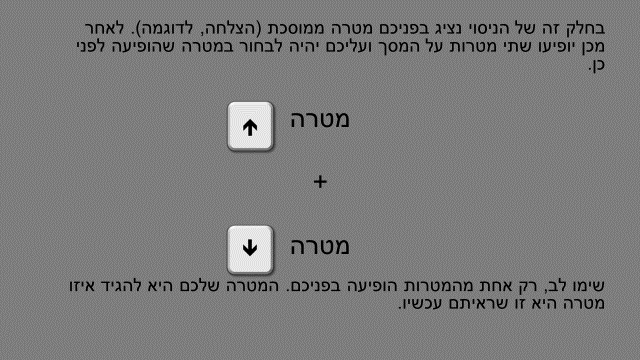 בחלק זה של הניסוי נציג בפניכם מטרה ממוסכת (הצלחה, לדוגמה). לאחר
מכן יופיעו שתי מטרות על המסך ועליכם יהיה לבחור במטרה שהופיעה לפני
כן.
מטרה
+
מטרה
שימו לב, רק אחת מהמטרות הופיעה בפניכם. המטרה שלכם היא להגיד איזו
מטרה היא זו שראיתם עכשיו.